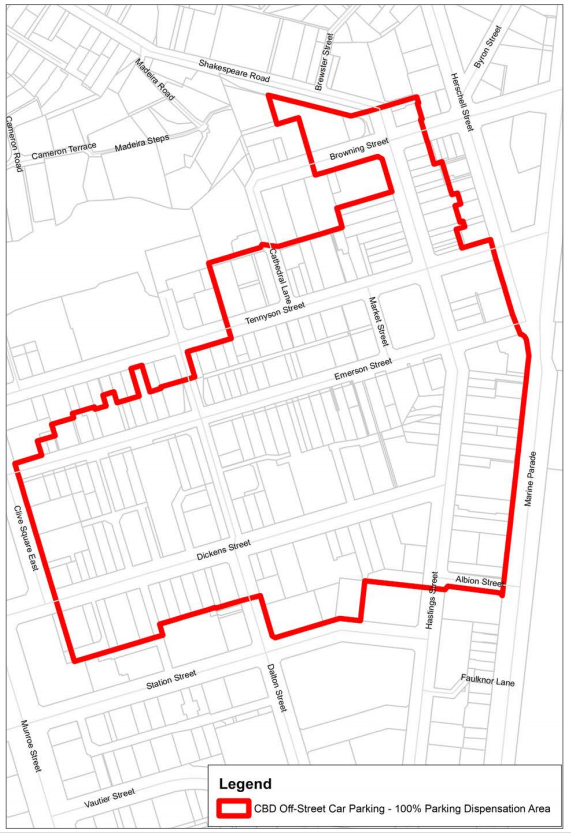 Byron Street
Brewster Street
Shakespeare Road
Herschell Street
Madeira Road
Cameron Road
Cameron Terrace
Madeira Steps
Browning Street
Cathedral Lane
Tennyson Street
Market Street
Emerson Street
Marine Parade
Clive Square East
Dickens Street
Albion Street
Hastings Street
Station Street
Dalton Street
Faulknor Lane
Munroe Street
Vautier Street
Legend
CBD Off-Street Car Parking - 100% Parking Dispensation Area